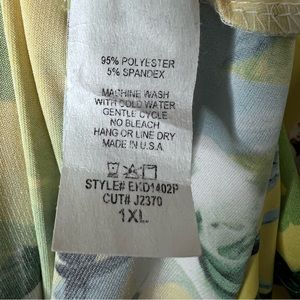 95% POLYESTER
5% SPANDEX
MACHINE WASH
WITH COLD WATER
GENTLE CYCLE
NO BLEACH
HANG OR LINE DRY
MADE IN U.S.A
STYLE# EKD1402P
CUT# J2370
1XL